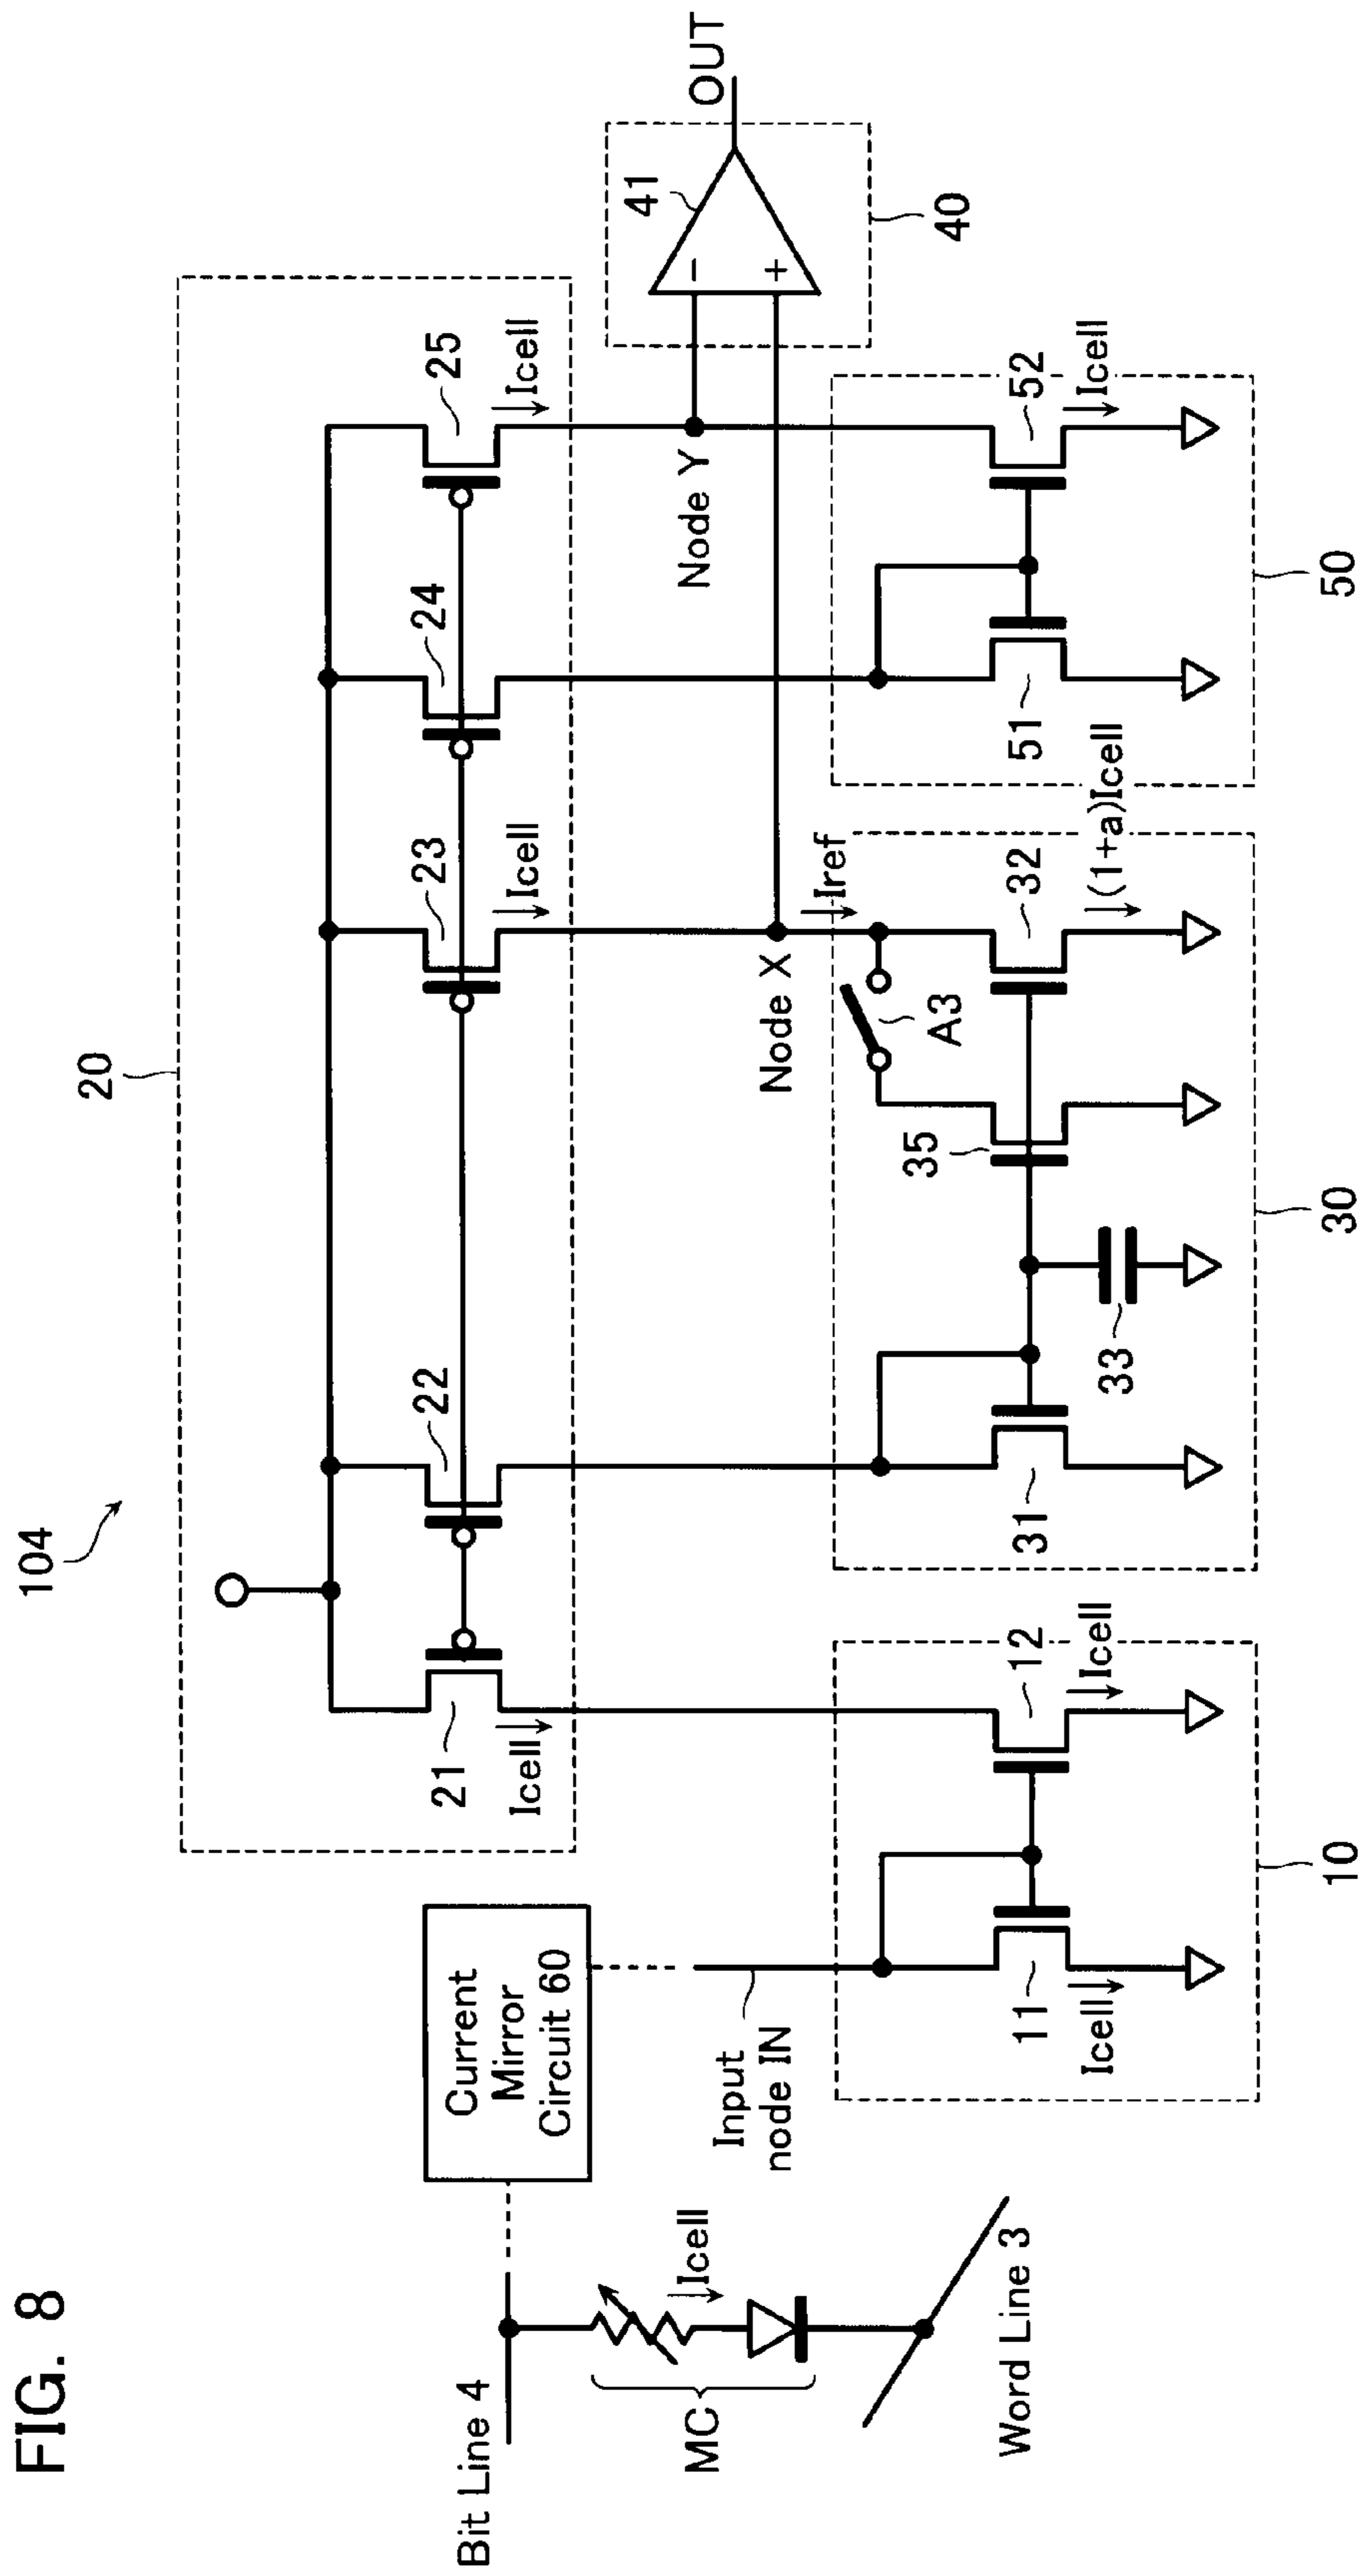 FIG. 8
104
20
21
22
23
24
25
Icell
Icell
Icell
Current
Mirror
Circuit 60
Bit Line 4
MC
Icell
Word Line 3
Input
node IN
Node X
Node Y
Iref
A3
41
-
+
OUT
40
11
Icell
12
Icell
10
31
33
35
32
(1+a)Icell
30
51
52
Icell
50